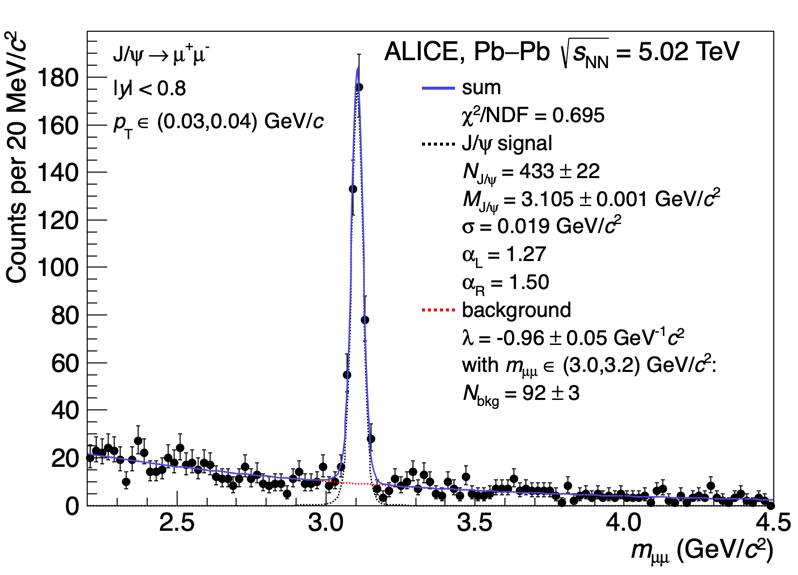 J/ψ → μ⁺μ⁻
|y| < 0.8
p_T ∈ (0.03,0.04) GeV/c
ALICE, Pb–Pb √s_NN = 5.02 TeV
sum
χ²/NDF = 0.695
J/ψ signal
N_J/ψ = 433 ± 22
M_J/ψ = 3.105 ± 0.001 GeV/c²
σ = 0.019 GeV/c²
α_L = 1.27
α_R = 1.50
background
λ = -0.96 ± 0.05 GeV⁻¹c²
with m_μμ ∈ (3.0,3.2) GeV/c²:
N_bkg = 92 ± 3
Counts per 20 MeV/c²
180
160
140
120
100
80
60
40
20
0
2.5 3.0 3.5 4.0 4.5
m_μμ (GeV/c²)